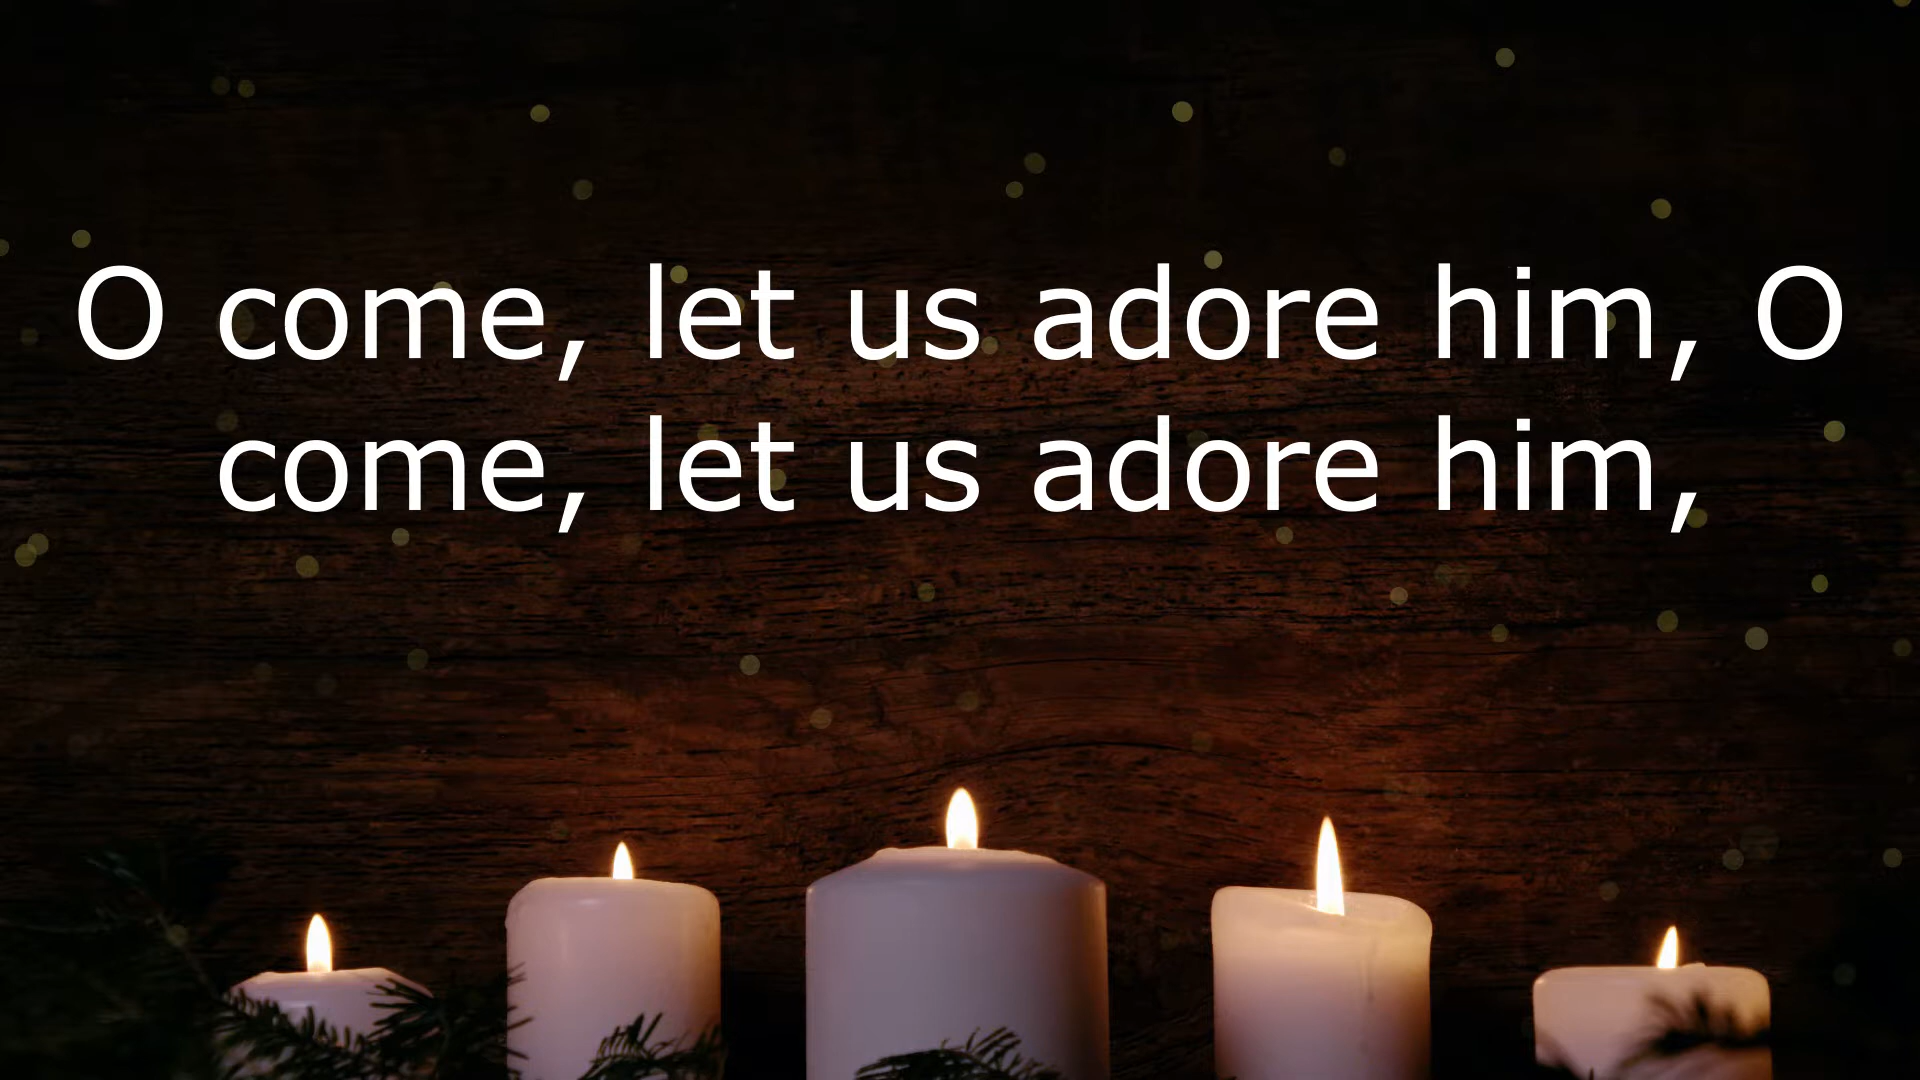 O come, let us adore him, O
come, let us adore him,